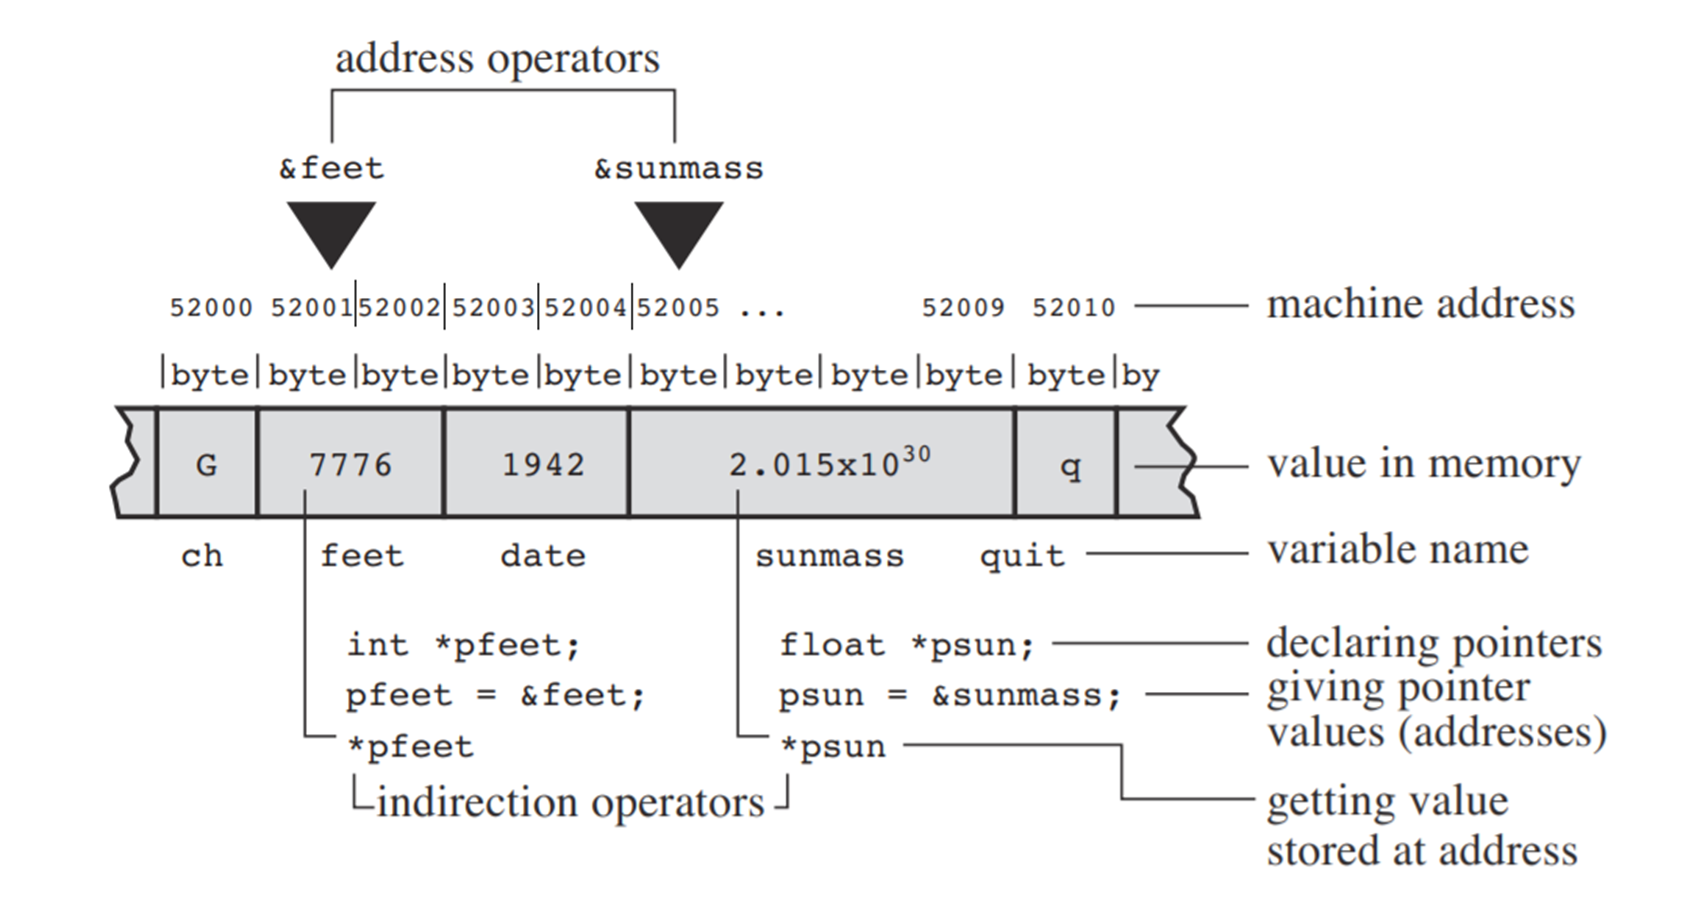 address operators
&feet &sunmass
52000 52001|52002|52003|52004|52005 ... 52009 52010 machine address
|byte|byte|byte|byte|byte|byte|byte|byte|byte|byte|by
G 7776 1942 2.015x10³⁰ q value in memory
ch feet date sunmass quit variable name
int *pfeet; float *psun; declaring pointers
pfeet = &feet; psun = &sunmass; giving pointer
values (addresses)
*pfeet *psun
indirection operators getting value
stored at address